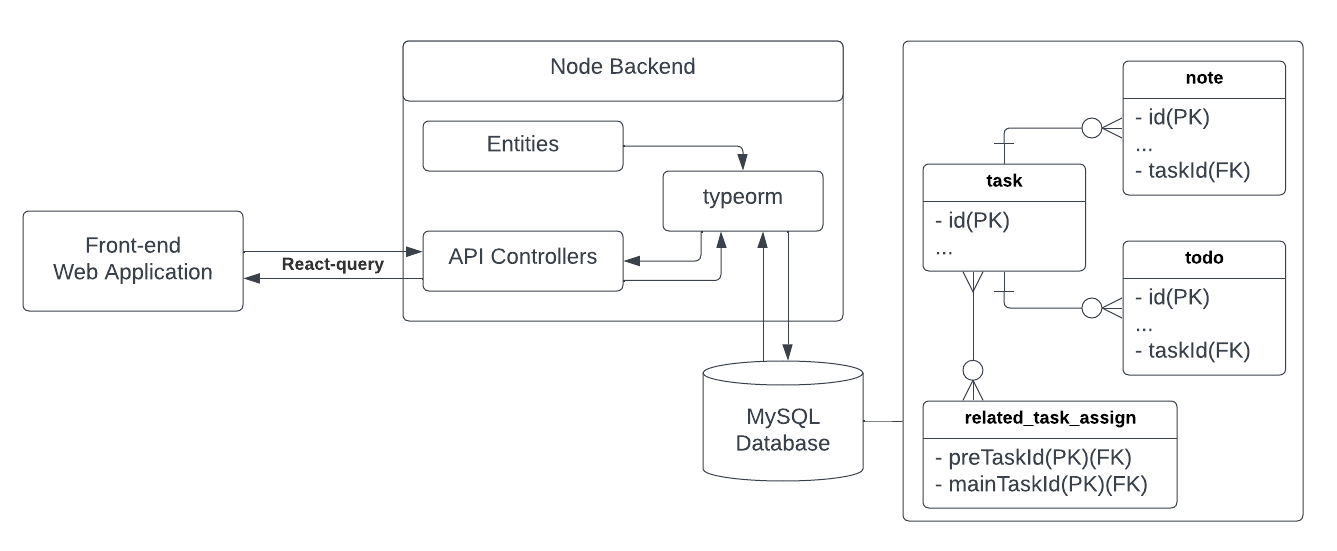 Node Backend
Entities
typeorm
API Controllers
Front-end
Web Application
React-query
MySQL
Database
note
- id(PK)
...
- taskId(FK)
task
- id(PK)
...
todo
- id(PK)
...
- taskId(FK)
related_task_assign
- preTaskId(PK)(FK)
- mainTaskId(PK)(FK)